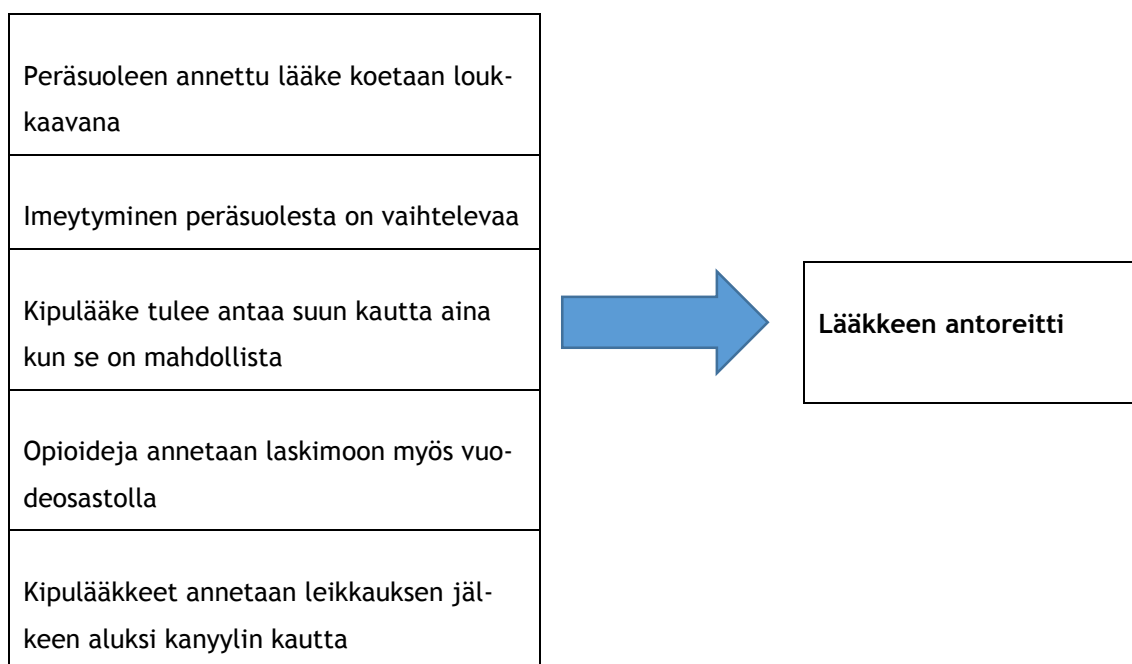 Peräsuoleen annettu lääke koetaan louk-
kaavana
Imeytyminen peräsuolesta on vaihtelevaa
Kipulääke tulee antaa suun kautta aina
kun se on mahdollista
Opioideja annetaan laskimoon myös vuo-
deosastolla
Kipulääkkeet annetaan leikkauksen jäl-
keen aluksi kanyylin kautta
Lääkkeen antoreitti